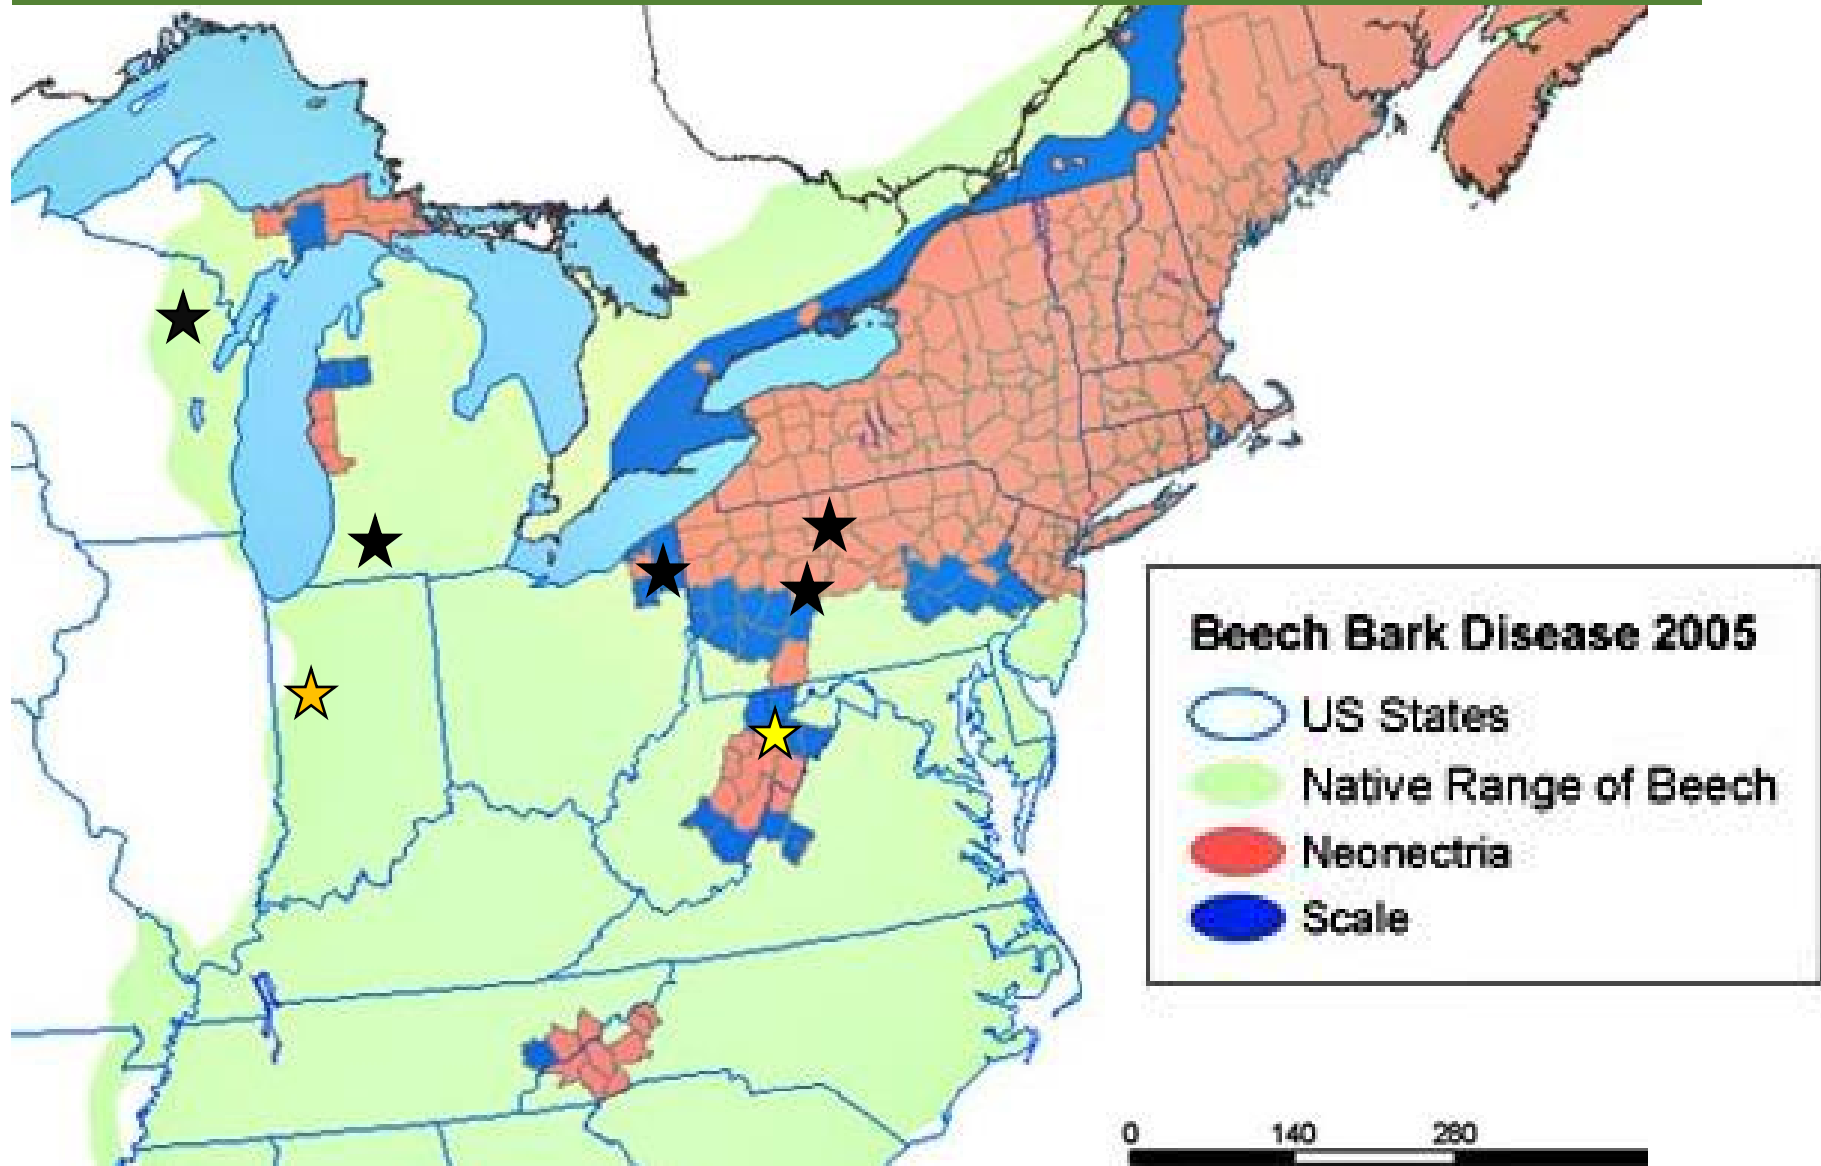 Beech Bark Disease 2005
US States
Native Range of Beech
Neonectria
Scale
0 140 280